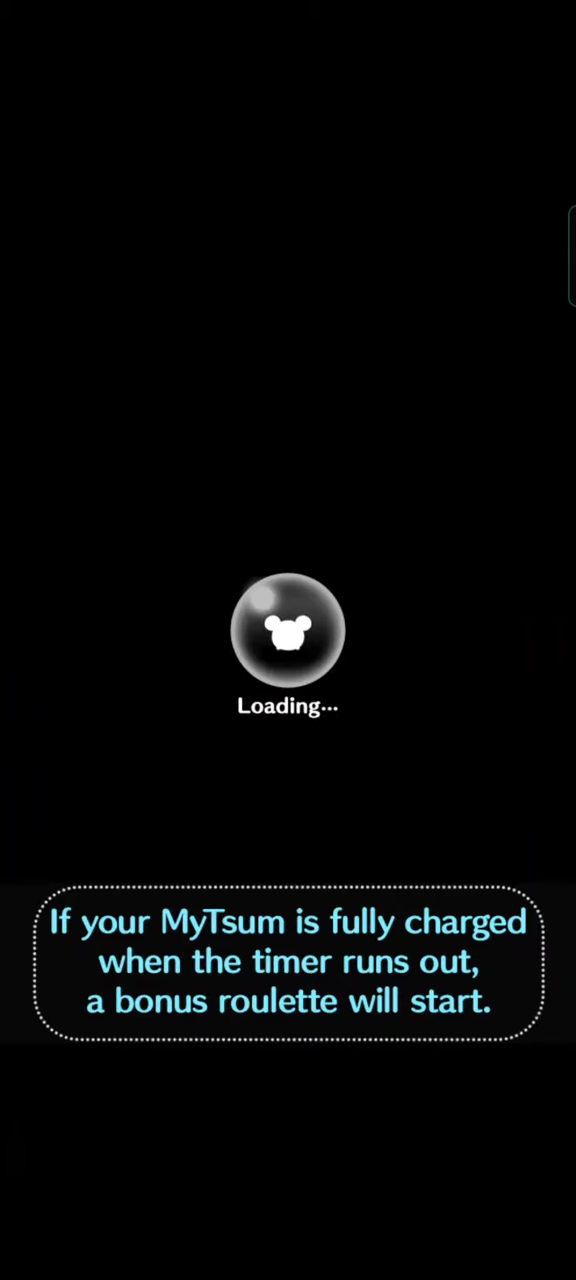 Loading···
If your MyTsum is fully charged
when the timer runs out,
a bonus roulette will start.